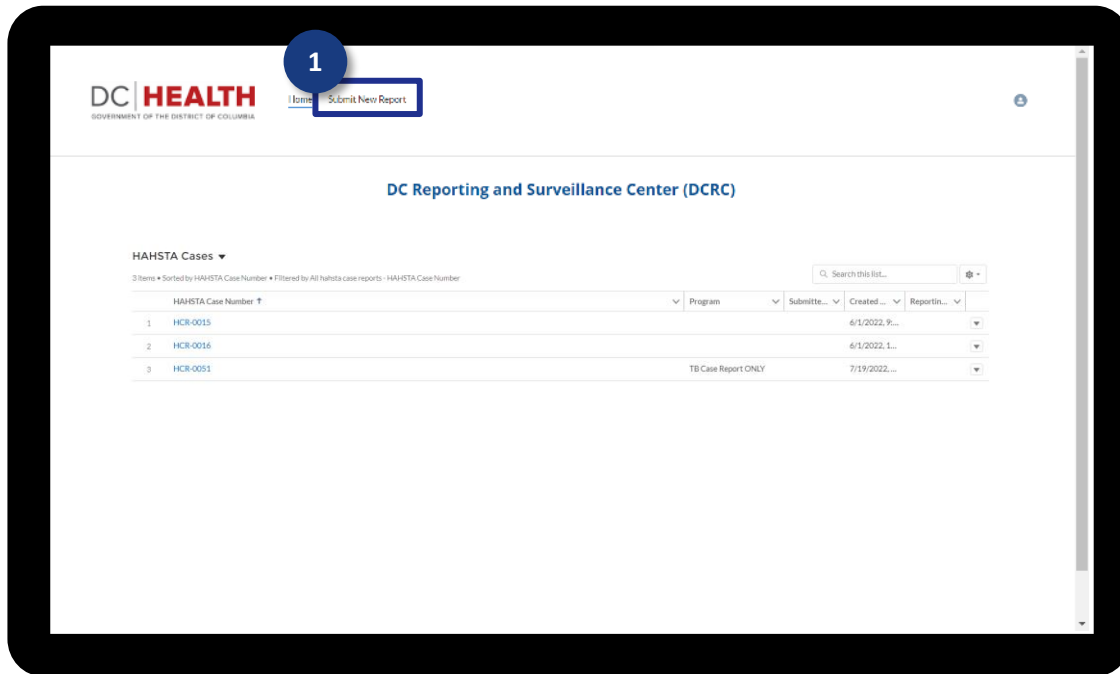 1
DC HEALTH
GOVERNMENT OF THE DISTRICT OF COLUMBIA
Home Submit New Report
DC Reporting and Surveillance Center (DCRC)
HAHSTA Cases
3 items • Sorted by HAHSTA Case Number • Filtered by All hahsta case reports - HAHSTA Case Number
Search this list...
HAHSTA Case Number Program Submitte... Created ... Reportin...
1 HCR-0015 6/1/2022, 9:...
2 HCR-0016 6/1/2022, 1...
3 HCR-0051 TB Case Report ONLY 7/19/2022, ...